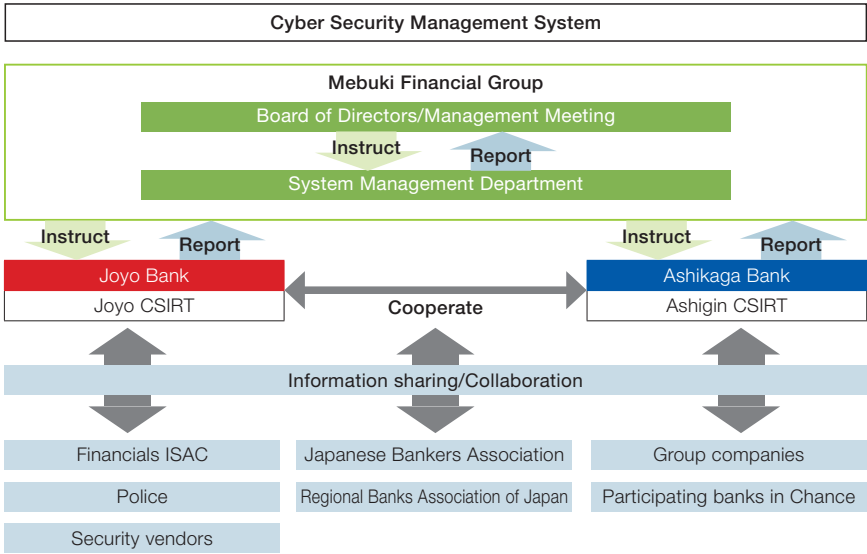 Cyber Security Management System
Mebuki Financial Group
Board of Directors/Management Meeting
Instruct
Report
System Management Department
Instruct
Report
Instruct
Report
Joyo Bank
Ashikaga Bank
Joyo CSIRT
Cooperate
Ashigin CSIRT
Information sharing/Collaboration
Financials ISAC
Japanese Bankers Association
Group companies
Police
Regional Banks Association of Japan
Participating banks in Chance
Security vendors